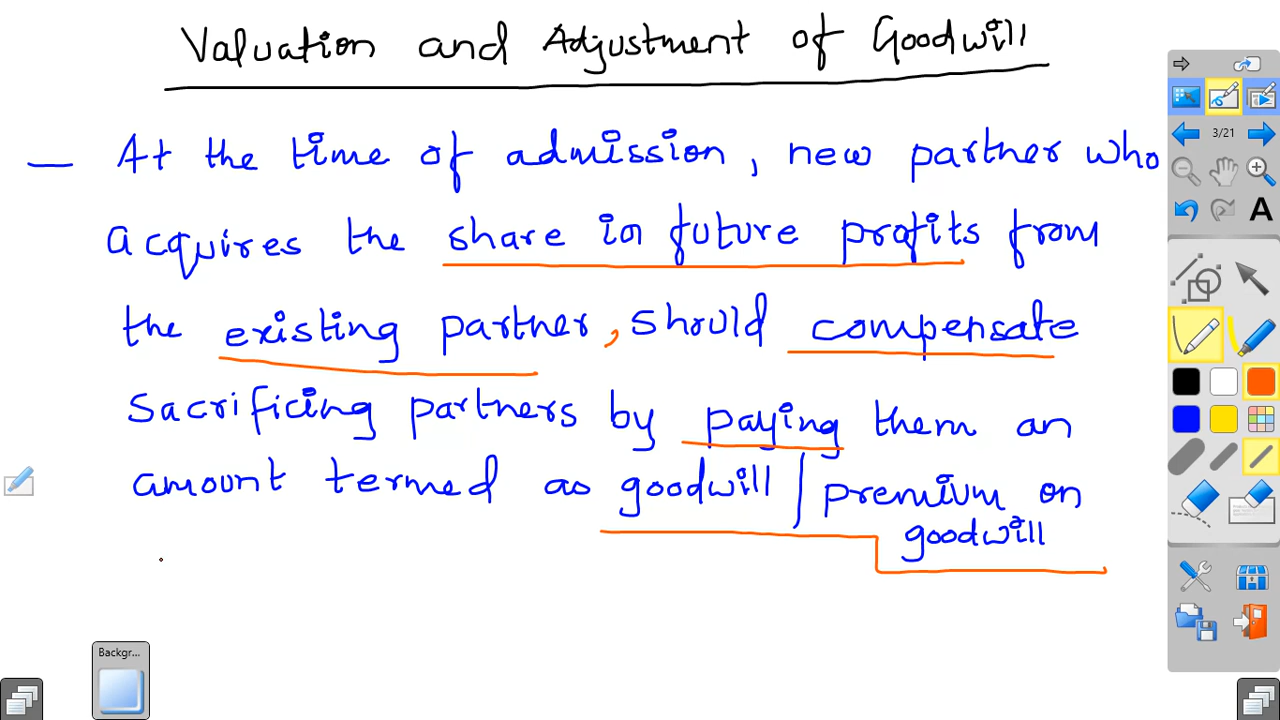 Valuation and Adjustment of Goodwill
— At the time of admission, new partner who
acquires the share in future profits from
the existing partner, should compensate
sacrificing partners by paying them an
amount termed as goodwill / premium on
goodwill
3/21
A
Backgr...